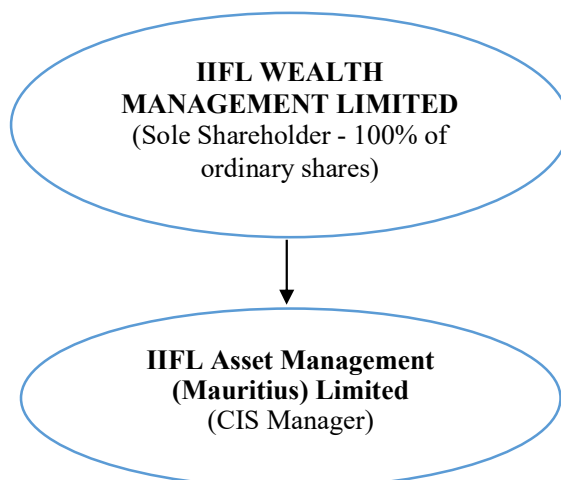 IIFL WEALTH
MANAGEMENT LIMITED
(Sole Shareholder - 100% of
ordinary shares)
IIFL Asset Management
(Mauritius) Limited
(CIS Manager)